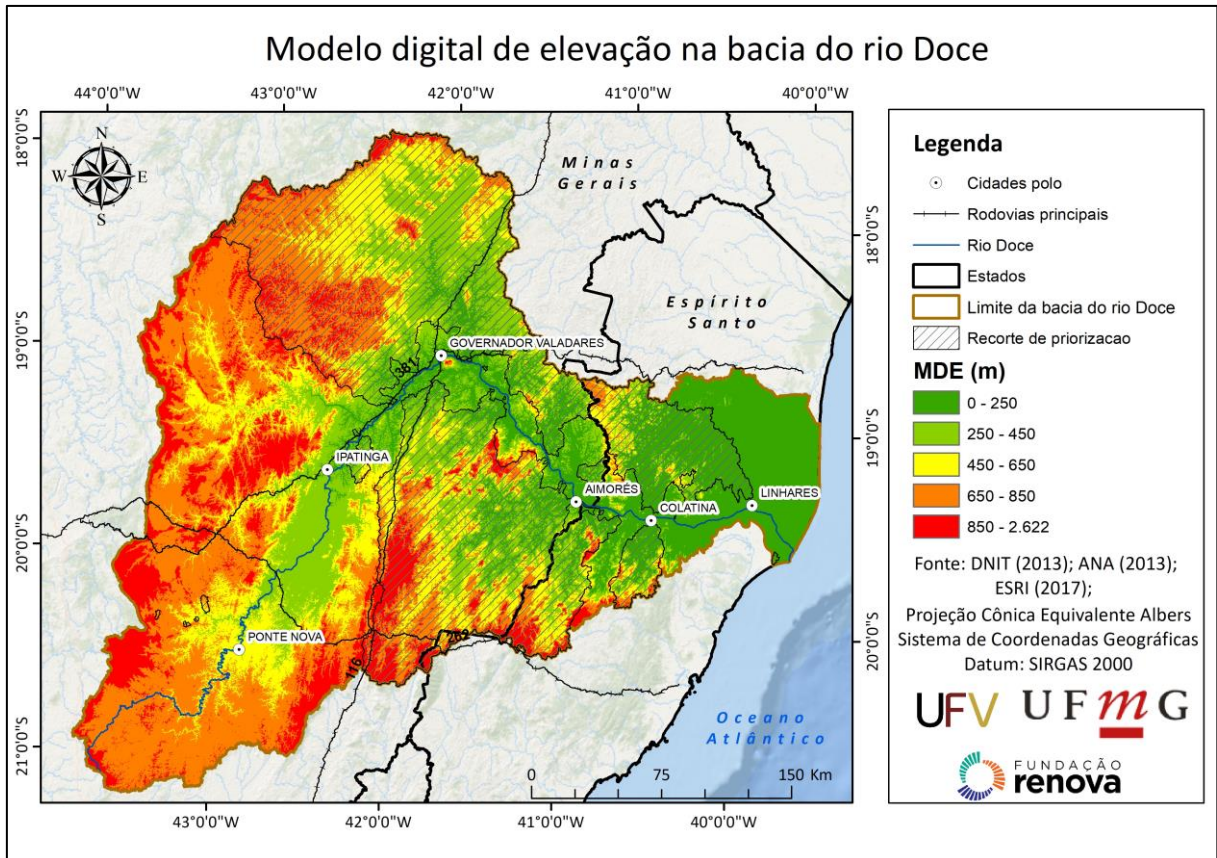 Modelo digital de elevação na bacia do rio Doce
44°0'0"W 43°0'0"W 42°0'0"W 41°0'0"W 40°0'0"W
18°0'0"S
19°0'0"S
20°0'0"S
21°0'0"S
N
W E
S
Minas
Gerais
Espírito
Santo
GOVERNADOR VALADARES
381
IPATINGA
AIMORÉS
COLATINA
LINHARES
PONTE NOVA
262
116
Oceano
Atlântico
0 75 150 Km
18°0'0"S
19°0'0"S
20°0'0"S
43°0'0"W 42°0'0"W 41°0'0"W 40°0'0"W
Legenda
Cidades polo
Rodovias principais
Rio Doce
Estados
Limite da bacia do rio Doce
Recorte de priorizacao
MDE (m)
0 - 250
250 - 450
450 - 650
650 - 850
850 - 2.622
Fonte: DNIT (2013); ANA (2013);
ESRI (2017);
Projeção Cônica Equivalente Albers
Sistema de Coordenadas Geográficas
Datum: SIRGAS 2000
UFV UFmG
FUNDAÇÃO
renova